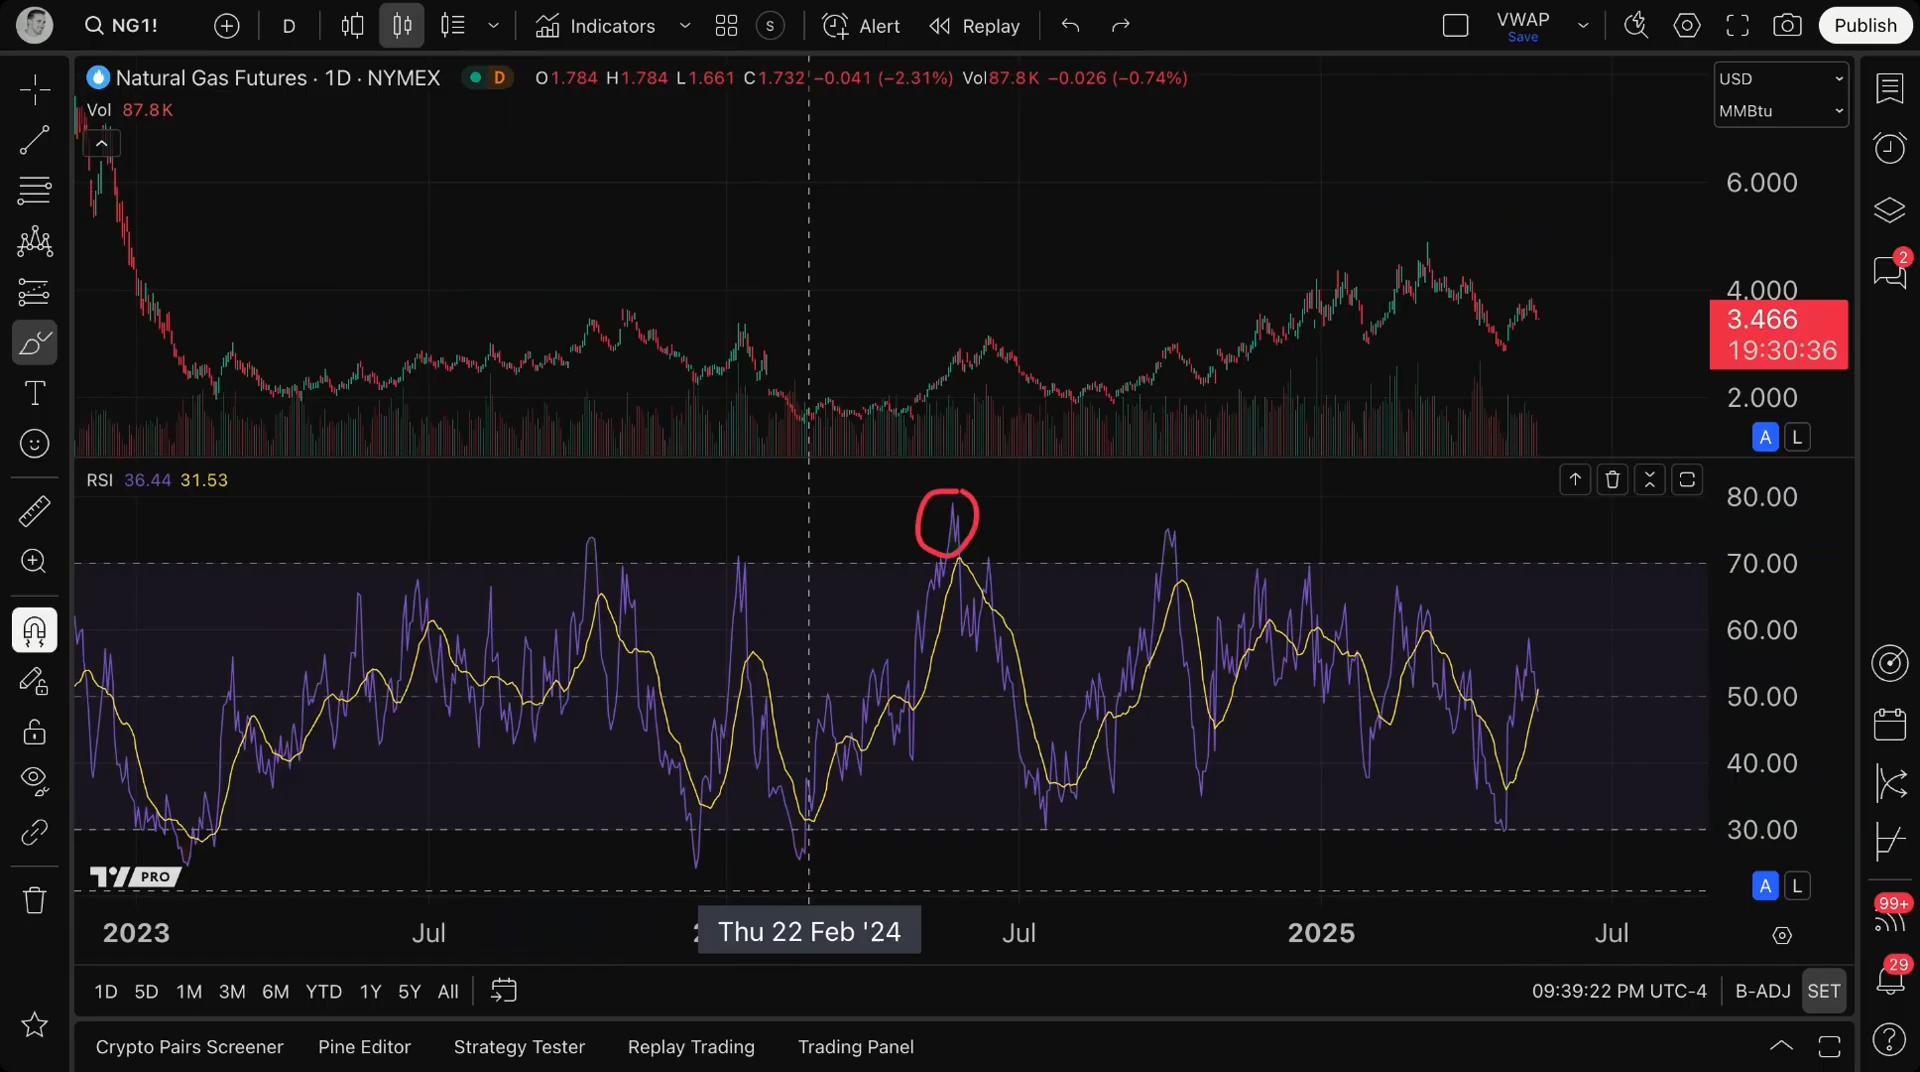 NG1! D Indicators S Alert Replay VWAP Save Publish
Natural Gas Futures · 1D · NYMEX D O1.784 H1.784 L1.661 C1.732 −0.041 (−2.31%) Vol87.8K −0.026 (−0.74%)
USD
Vol 87.8K
MMBtu
6.000
2
4.000
3.466
19:30:36
2.000
A L
RSI 36.44 31.53
80.00
70.00
60.00
50.00
40.00
30.00
TV PRO
A L
99+
2023 Jul Thu 22 Feb '24 Jul 2025 Jul
29
1D 5D 1M 3M 6M YTD 1Y 5Y All 09:39:22 PM UTC-4 B-ADJ SET
Crypto Pairs Screener Pine Editor Strategy Tester Replay Trading Trading Panel